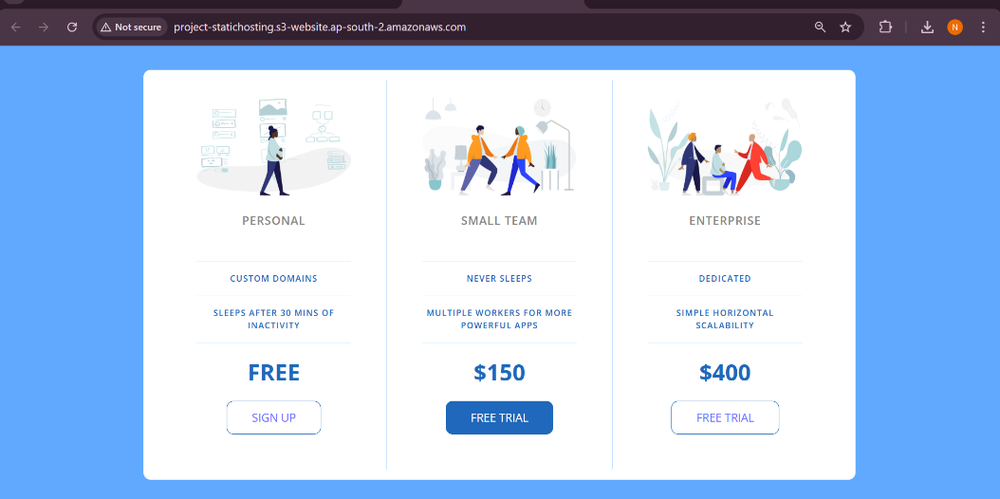 Not secure
project-statichosting.s3-website.ap-south-2.amazonaws.com
N
PERSONAL
CUSTOM DOMAINS
SLEEPS AFTER 30 MINS OF
INACTIVITY
FREE
SIGN UP
SMALL TEAM
NEVER SLEEPS
MULTIPLE WORKERS FOR MORE
POWERFUL APPS
$150
FREE TRIAL
ENTERPRISE
DEDICATED
SIMPLE HORIZONTAL
SCALABILITY
$400
FREE TRIAL